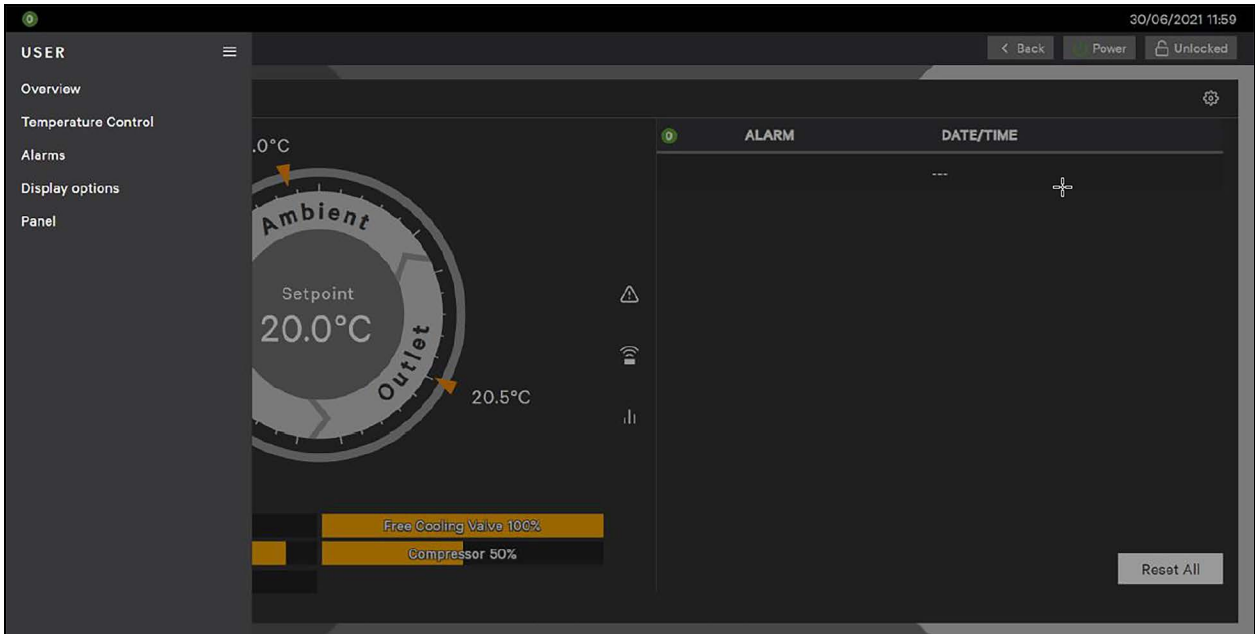 0
30/06/2021 11:59
USER
Back
Power
Unlocked
Overview
Temperature Control
Alarms
Display options
Panel
0
ALARM
DATE/TIME
---
.0°C
Ambient
Setpoint
20.0°C
Outlet
20.5°C
Free Cooling Valve 100%
Compressor 50%
Reset All